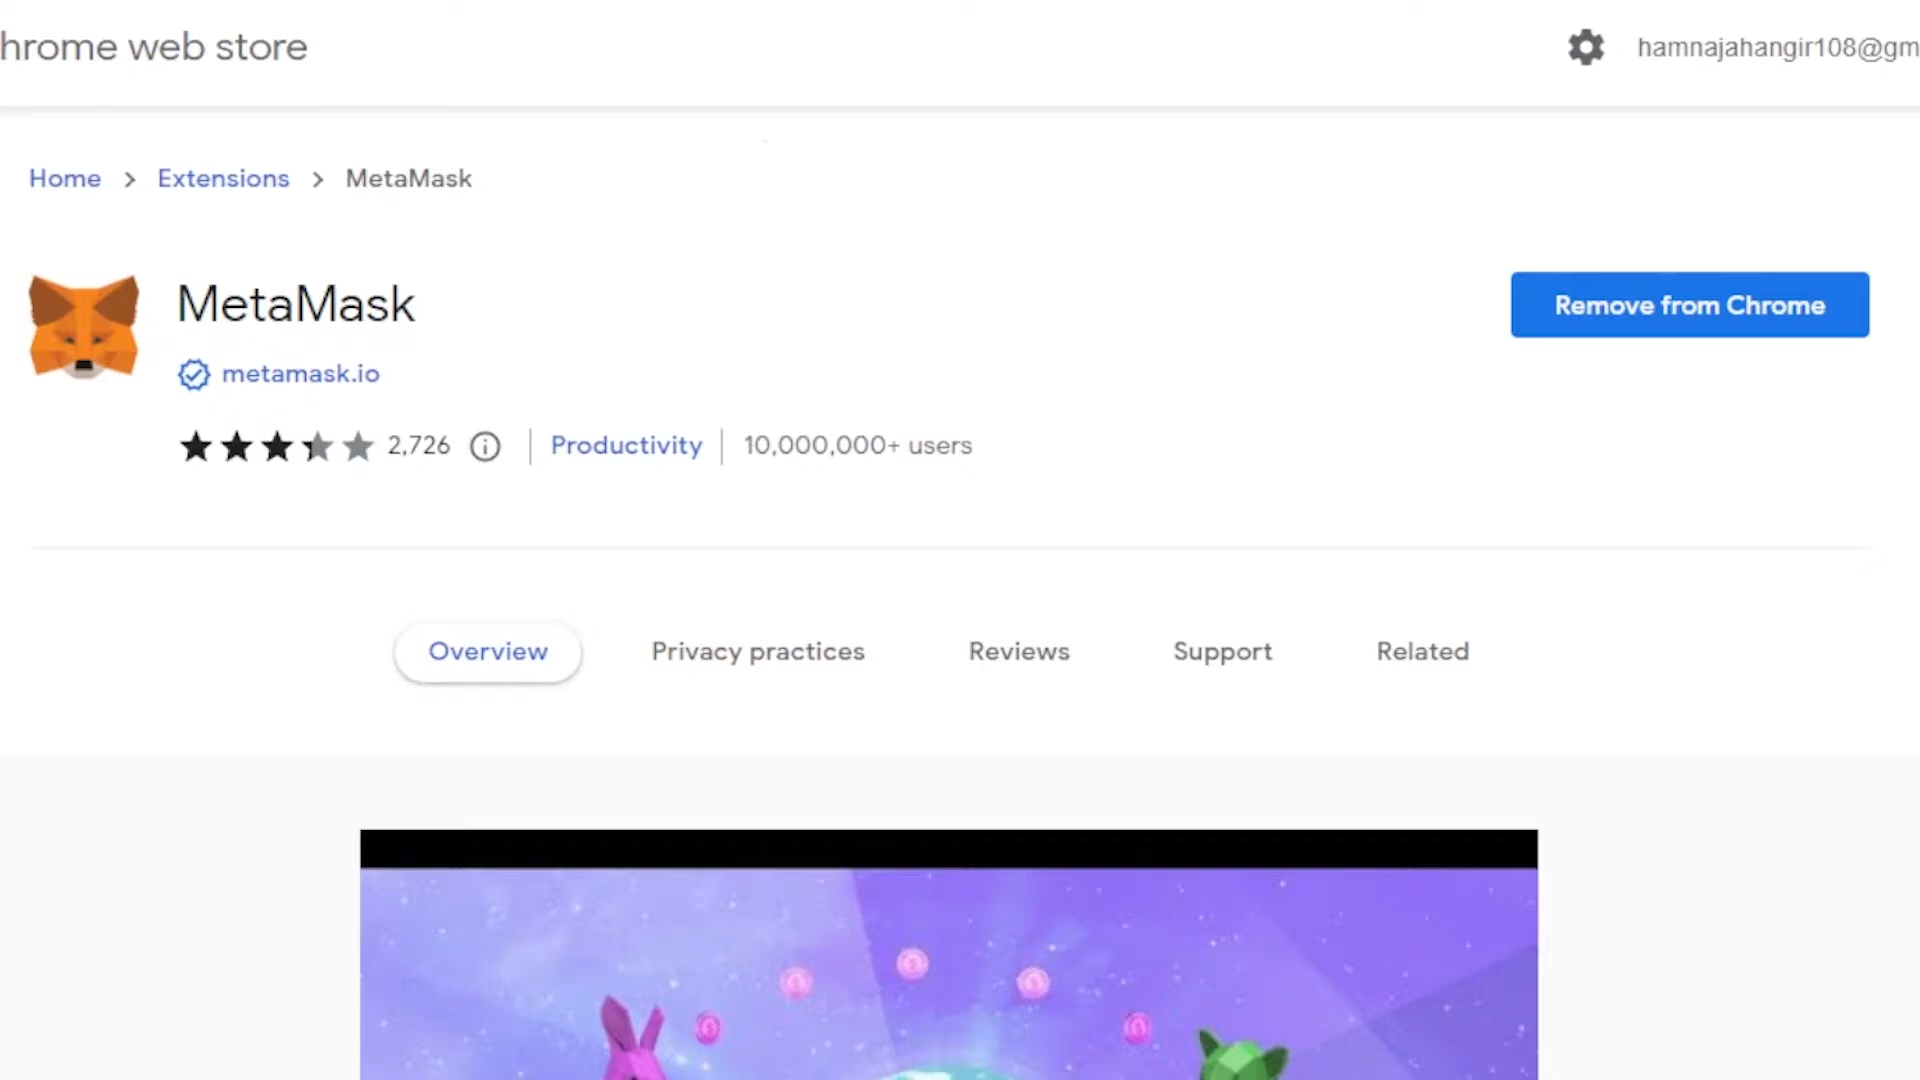 hrome web store
hamnajahangir108@gm
Home > Extensions > MetaMask
MetaMask
Remove from Chrome
metamask.io
2,726
Productivity
10,000,000+ users
Overview
Privacy practices
Reviews
Support
Related